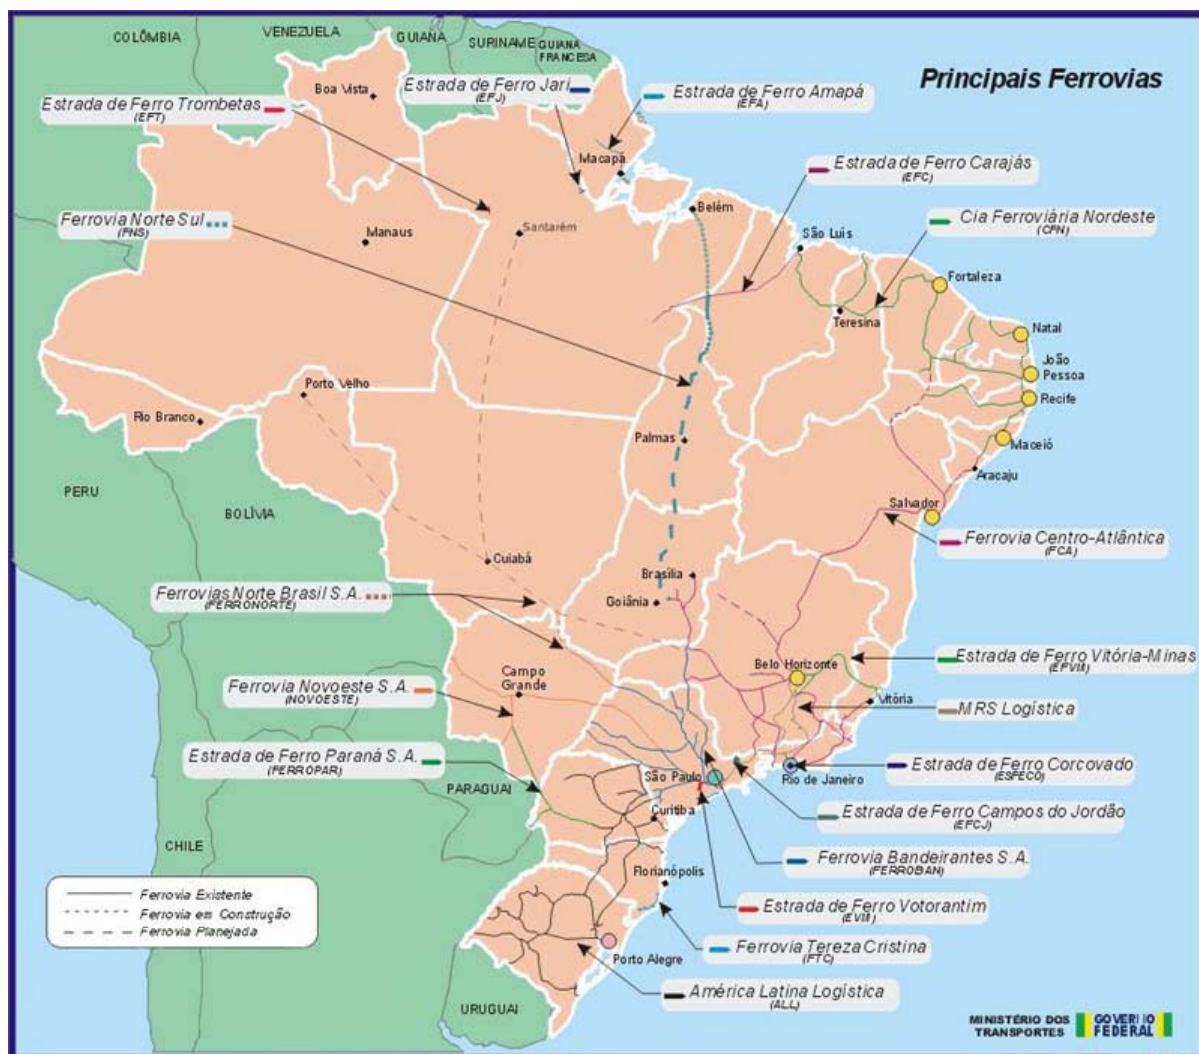 COLÔMBIA
VENEZUELA
GUIANA
SURINAME
GUIANA
FRANCESA
Principais Ferrovias
Boa Vista
Estrada de Ferro Jari
(EFJ)
Estrada de Ferro Amapá
(EFA)
Estrada de Ferro Trombetas
(EFT)
Macapá
Estrada de Ferro Carajás
(EFC)
Ferrovia Norte Sul
(FNS)
Belém
Cia Ferroviária Nordeste
(CFN)
Manaus
Santarém
São Luís
Fortaleza
Teresina
Natal
João
Pessoa
Porto Velho
Recife
Rio Branco
Palmas
Maceió
Aracaju
PERU
BOLÍVIA
Salvador
Ferrovia Centro-Atlântica
(FCA)
Cuiabá
Brasília
Ferrovias Norte Brasil S.A.
(FERRONORTE)
Goiânia
Belo Horizonte
Estrada de Ferro Vitória-Minas
(EFVM)
Campo
Grande
Ferrovia Novoeste S.A.
(NOVOESTE)
Vitória
MRS Logística
Estrada de Ferro Paraná S.A.
(FERROPAR)
São Paulo
Rio de Janeiro
Estrada de Ferro Corcovado
(ESFECO)
PARAGUAI
Curitiba
Estrada de Ferro Campos do Jordão
(EFCJ)
CHILE
Ferrovia Bandeirantes S.A.
(FERROBAN)
Florianópolis
Ferrovia Existente
Ferrovia em Construção
Ferrovia Planejada
Estrada de Ferro Votorantim
(EVM)
Ferrovia Tereza Cristina
(FTC)
Porto Alegre
América Latina Logística
(ALL)
URUGUAI
MINISTÉRIO DOS
TRANSPORTES
GOVERNO
FEDERAL